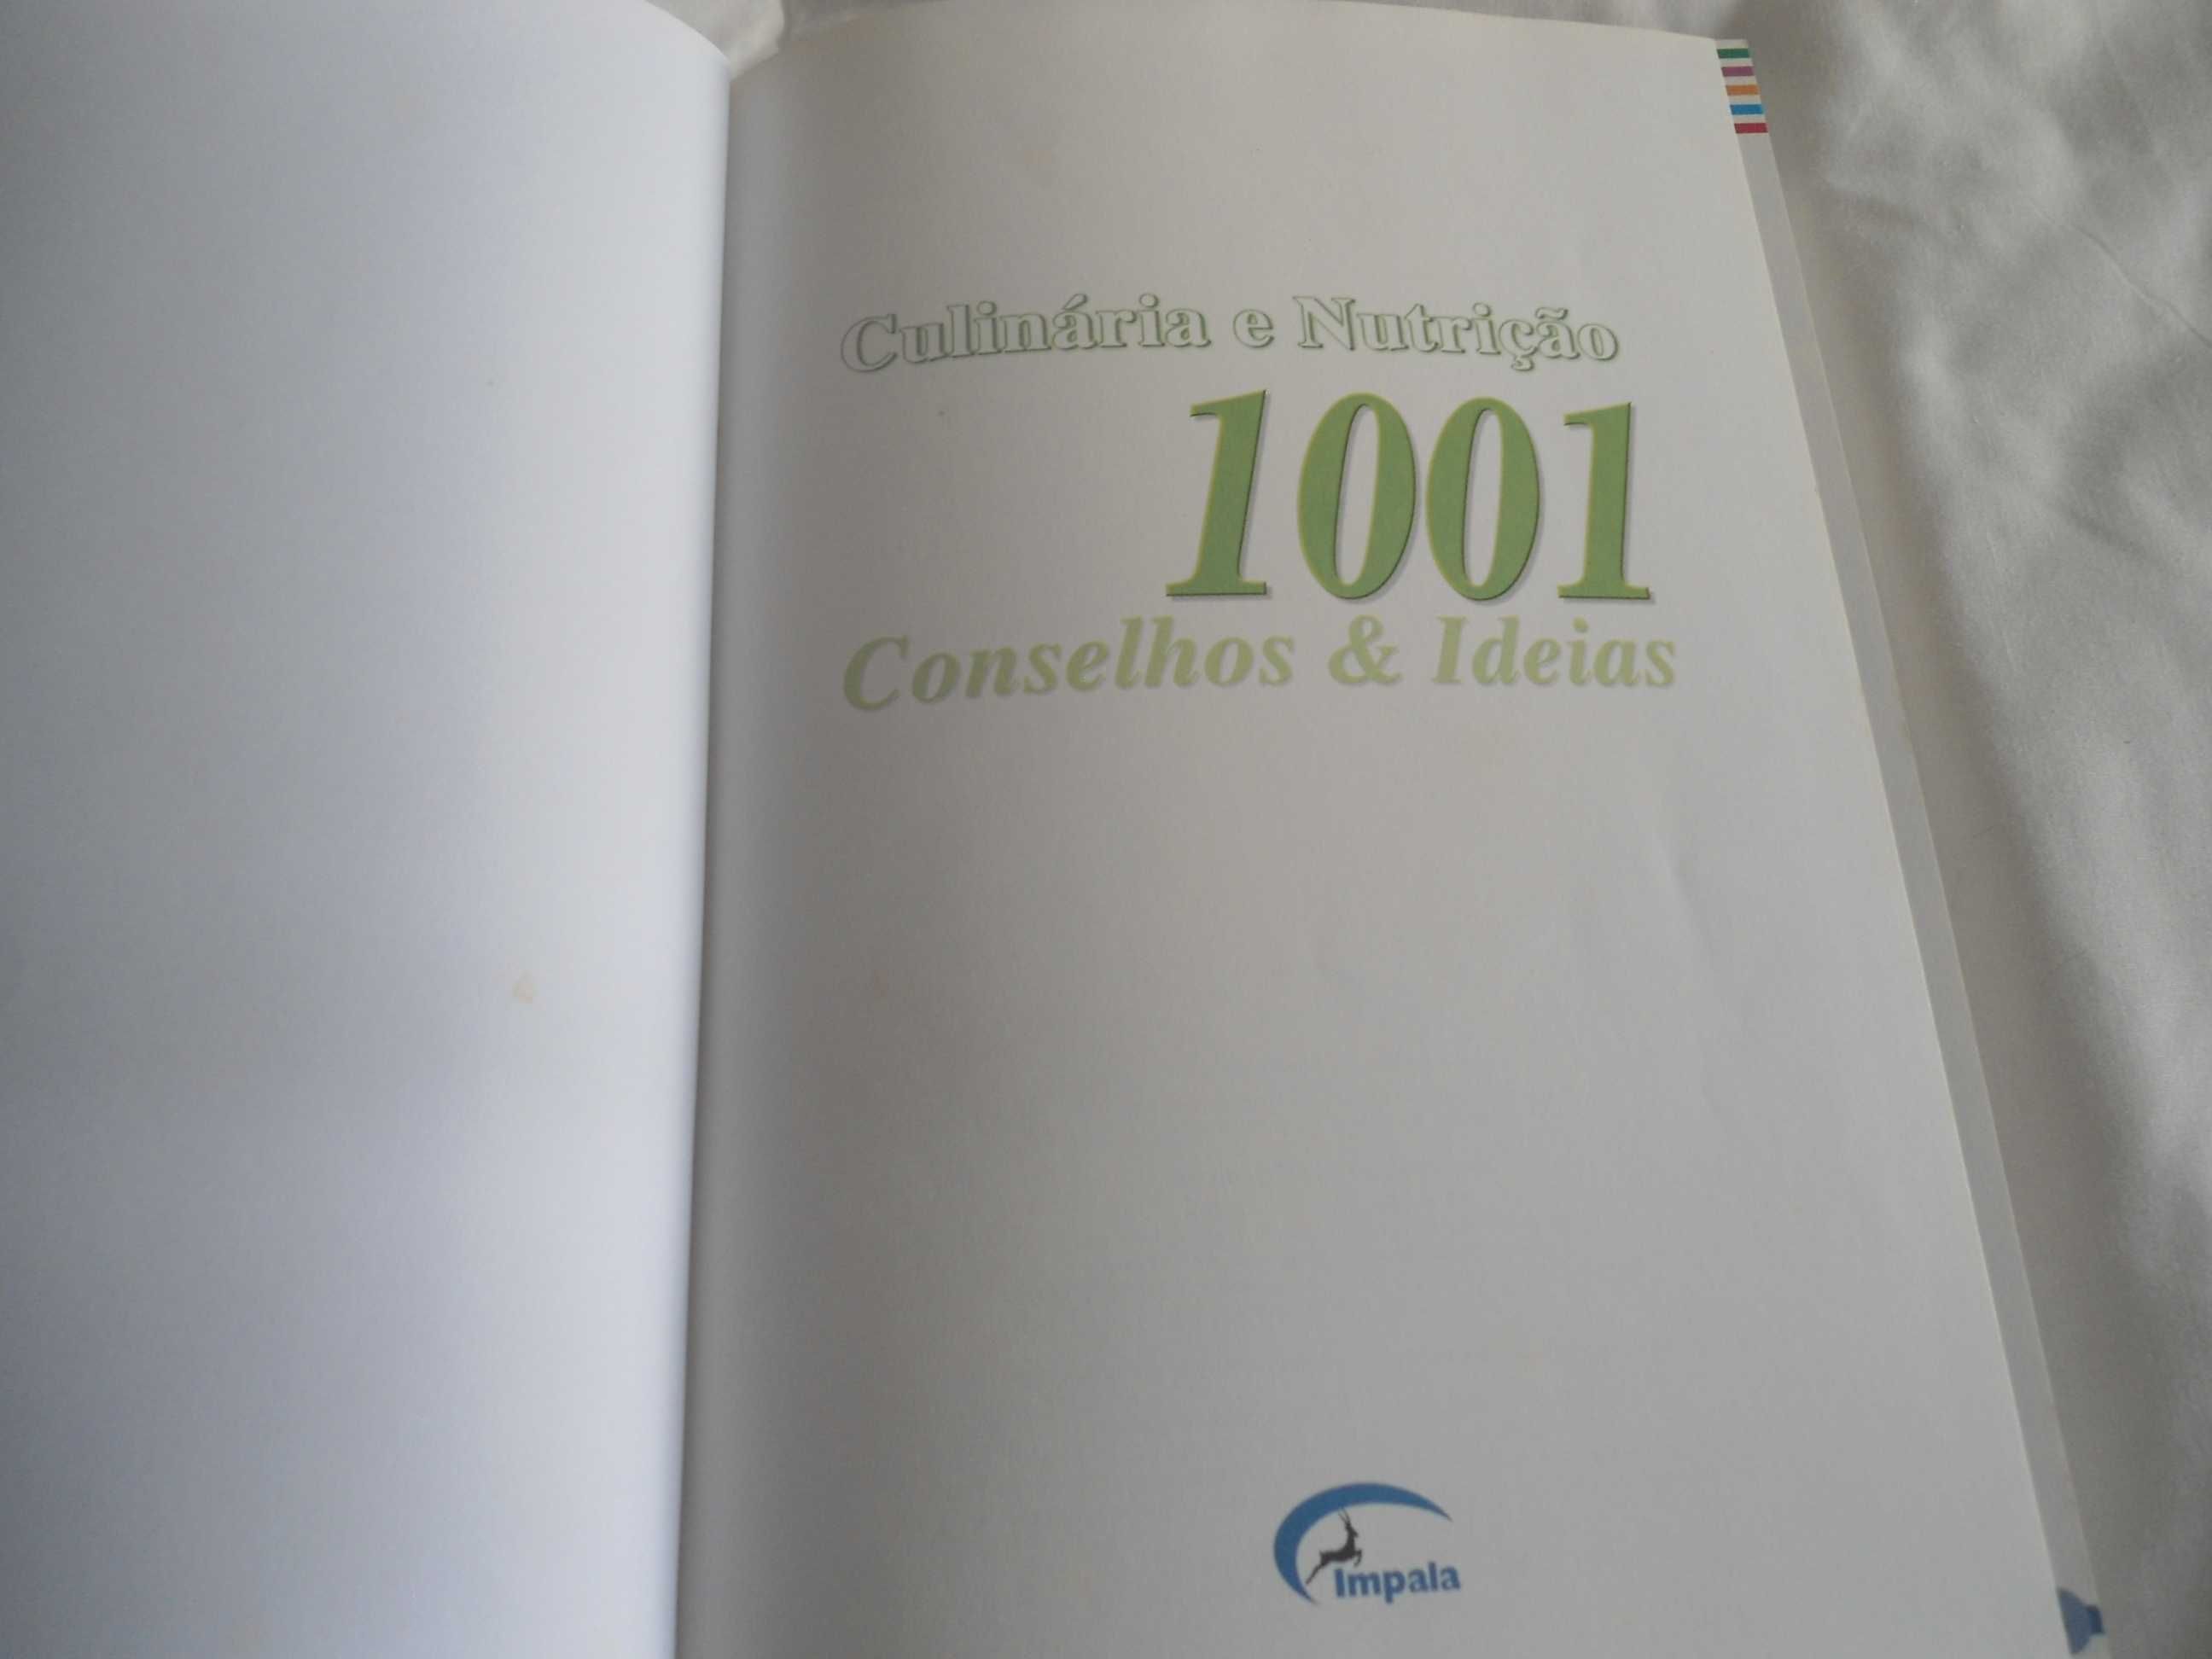 Culinária e Nutrição
1001
Conselhos & Ideias
Impala